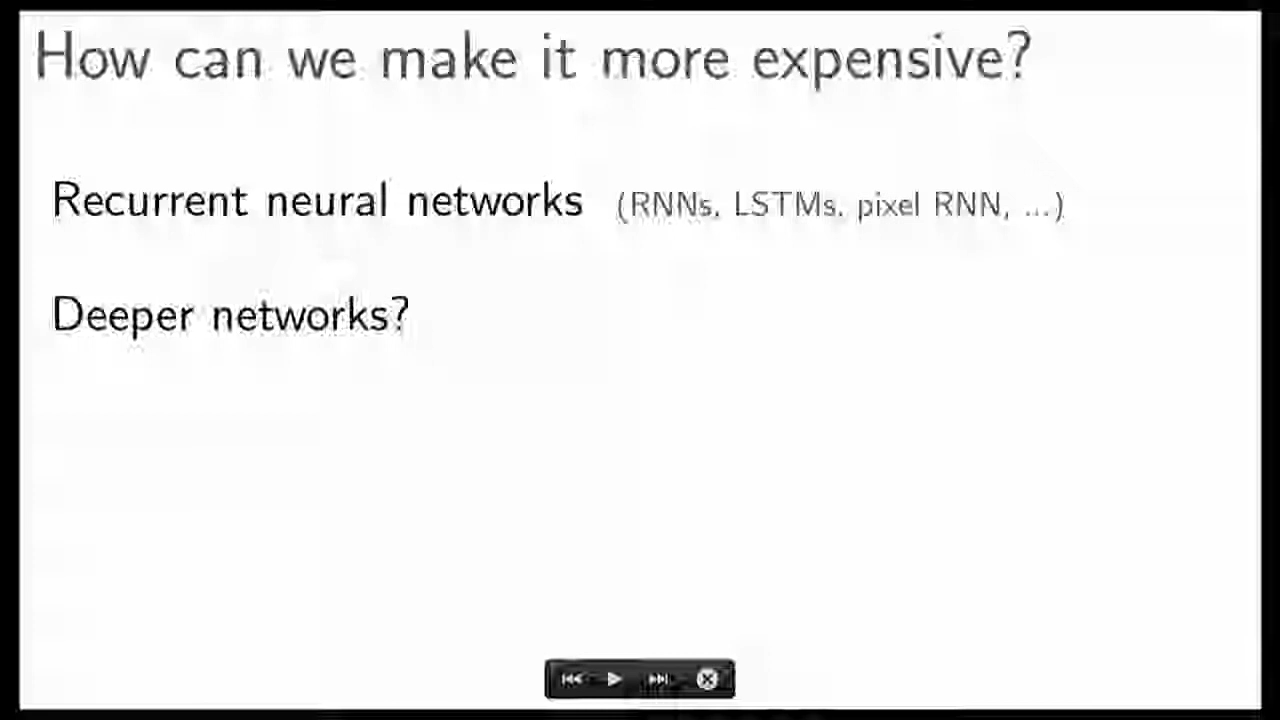 How can we make it more expensive?
Recurrent neural networks (RNNs, LSTMs, pixel RNN, ...)
Deeper networks?